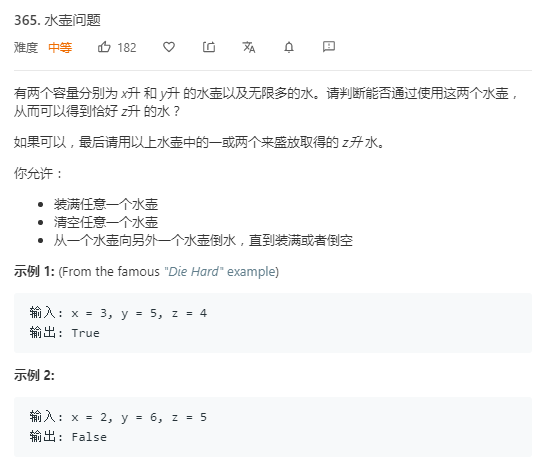 365. 水壶问题
难度 中等 182
有两个容量分别为 x升 和 y升 的水壶以及无限多的水。请判断能否通过使用这两个水壶，
从而可以得到恰好 z升 的水？
如果可以，最后请用以上水壶中的一或两个来盛放取得的 z升 水。
你允许：
• 装满任意一个水壶
• 清空任意一个水壶
• 从一个水壶向另外一个水壶倒水，直到装满或者倒空
示例 1: (From the famous "Die Hard" example)
输入: x = 3, y = 5, z = 4
输出: True
示例 2:
输入: x = 2, y = 6, z = 5
输出: False